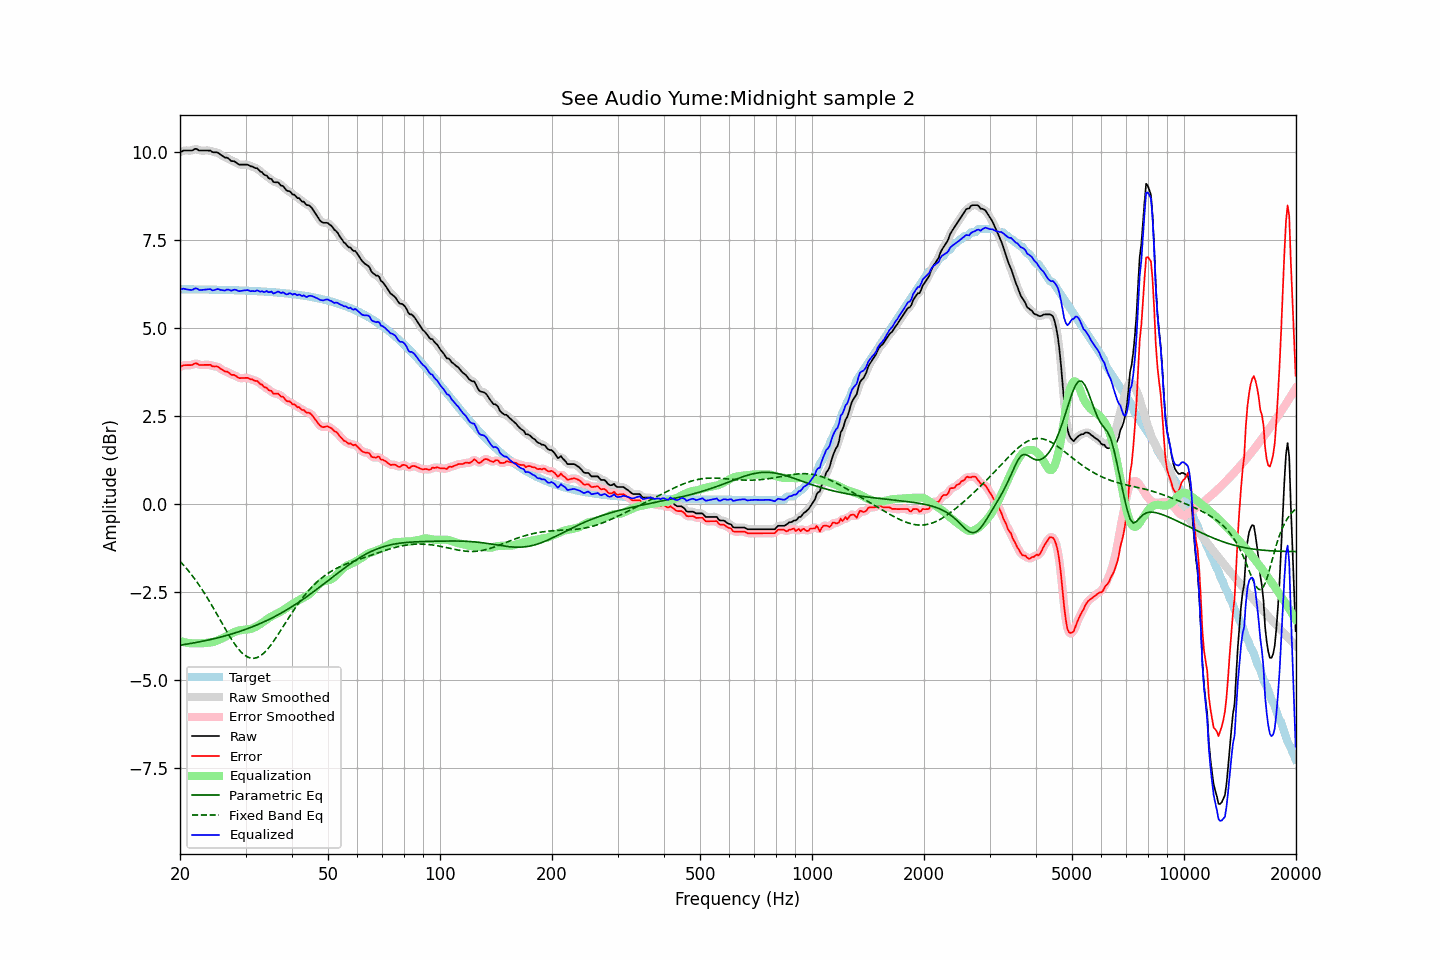 See Audio Yume:Midnight sample 2
10.0
7.5
5.0
2.5
0.0
−2.5
−5.0
−7.5
Amplitude (dBr)
Target
Raw Smoothed
Error Smoothed
Raw
Error
Equalization
Parametric Eq
Fixed Band Eq
Equalized
20 50 100 200 500 1000 2000 5000 10000 20000
Frequency (Hz)